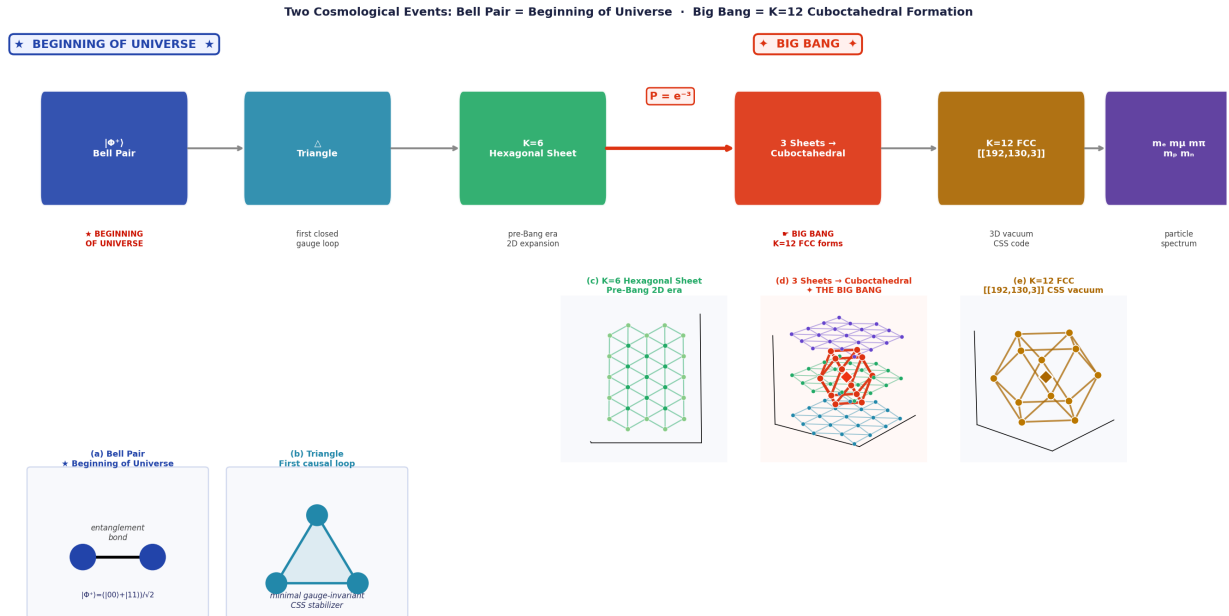 Two Cosmological Events: Bell Pair = Beginning of Universe · Big Bang = K=12 Cuboctahedral Formation
★ BEGINNING OF UNIVERSE ★
✦ BIG BANG ✦
P = e⁻³
|Φ⁺⟩
Bell Pair
△
Triangle
K=6
Hexagonal Sheet
3 Sheets →
Cuboctahedral
K=12 FCC
[[192,130,3]]
mₑ mμ mπ
mₚ mₙ
★ BEGINNING
OF UNIVERSE
first closed
gauge loop
pre-Bang era
2D expansion
☛ BIG BANG
K=12 FCC forms
3D vacuum
CSS code
particle
spectrum
(c) K=6 Hexagonal Sheet
Pre-Bang 2D era
(d) 3 Sheets → Cuboctahedral
✦ THE BIG BANG
(e) K=12 FCC
[[192,130,3]] CSS vacuum
(a) Bell Pair
★ Beginning of Universe
(b) Triangle
First causal loop
entanglement
bond
|Φ⁺⟩=(|00⟩+|11⟩)/√2
minimal gauge-invariant
CSS stabilizer